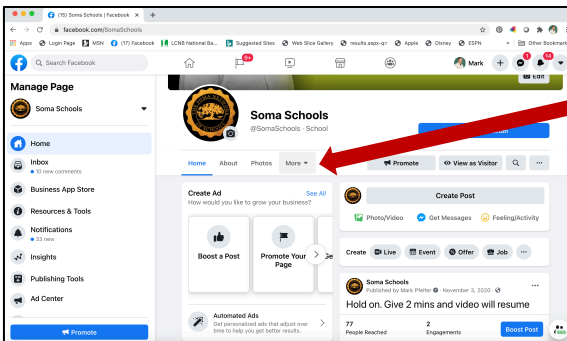 (15) Soma Schools | Facebook
facebook.com/SomaSchools
Apps Login Page MSN (17) Facebook LCNB National Ba... Suggested Sites Web Slice Gallery results.aspx-q= Apple Disney ESPN Other Bookmarks
Search Facebook
9+
Mark
1
14
Manage Page
Soma Schools
Home
Inbox
10 new comments
Business App Store
Resources & Tools
Notifications
33 new
Insights
Publishing Tools
Ad Center
Promote
Edit
Soma Schools
@SomaSchools · School
Home About Photos More
Promote View as Visitor
Create Ad See All
How would you like to grow your business?
Boost a Post
Promote Your Page
Ge
Automated Ads
Get personalized ads that adjust over
time to help you get better results.
Create Post
Photo/Video Get Messages Feeling/Activity
Create Live Event Offer Job
Soma Schools
Published by Mark Pfeifer · November 3, 2020 ·
Hold on. Give 2 mins and video will resume
77 2
People Reached Engagements
Boost Post